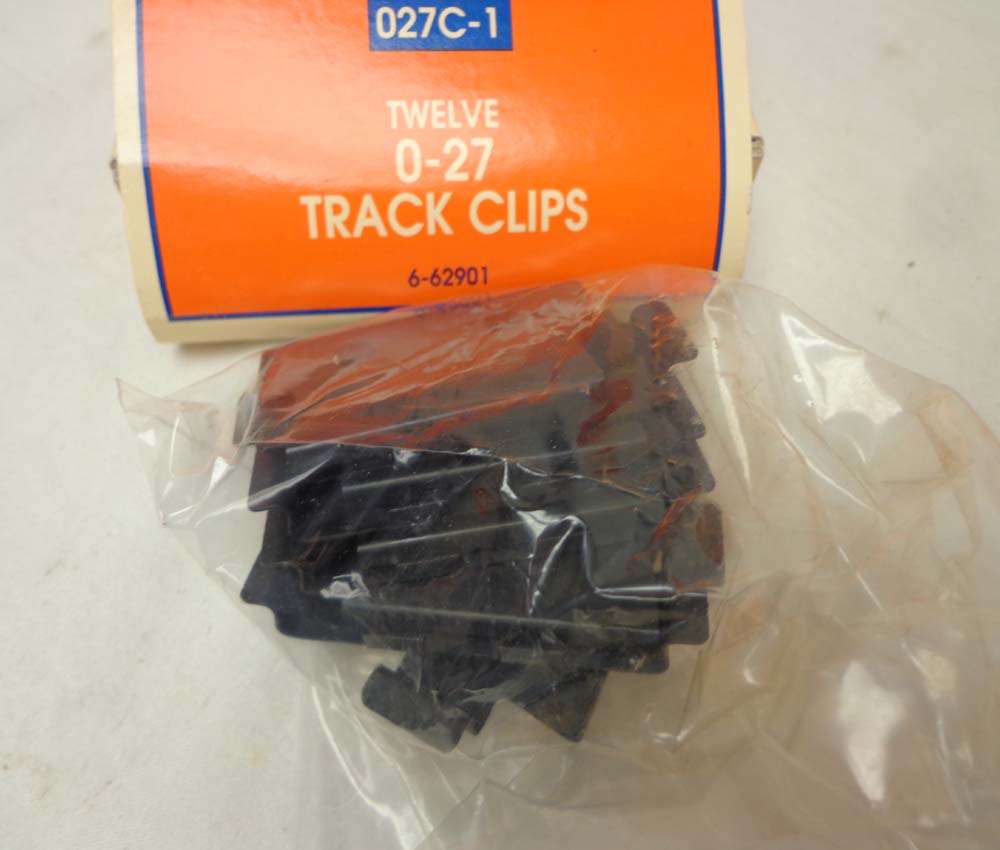 027C-1
TWELVE
0-27
TRACK CLIPS
6-62901